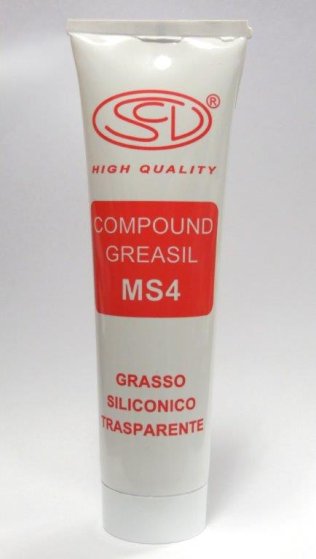 SCV®
HIGH QUALITY
COMPOUND
GREASIL
MS4
GRASSO
SILICONICO
TRASPARENTE